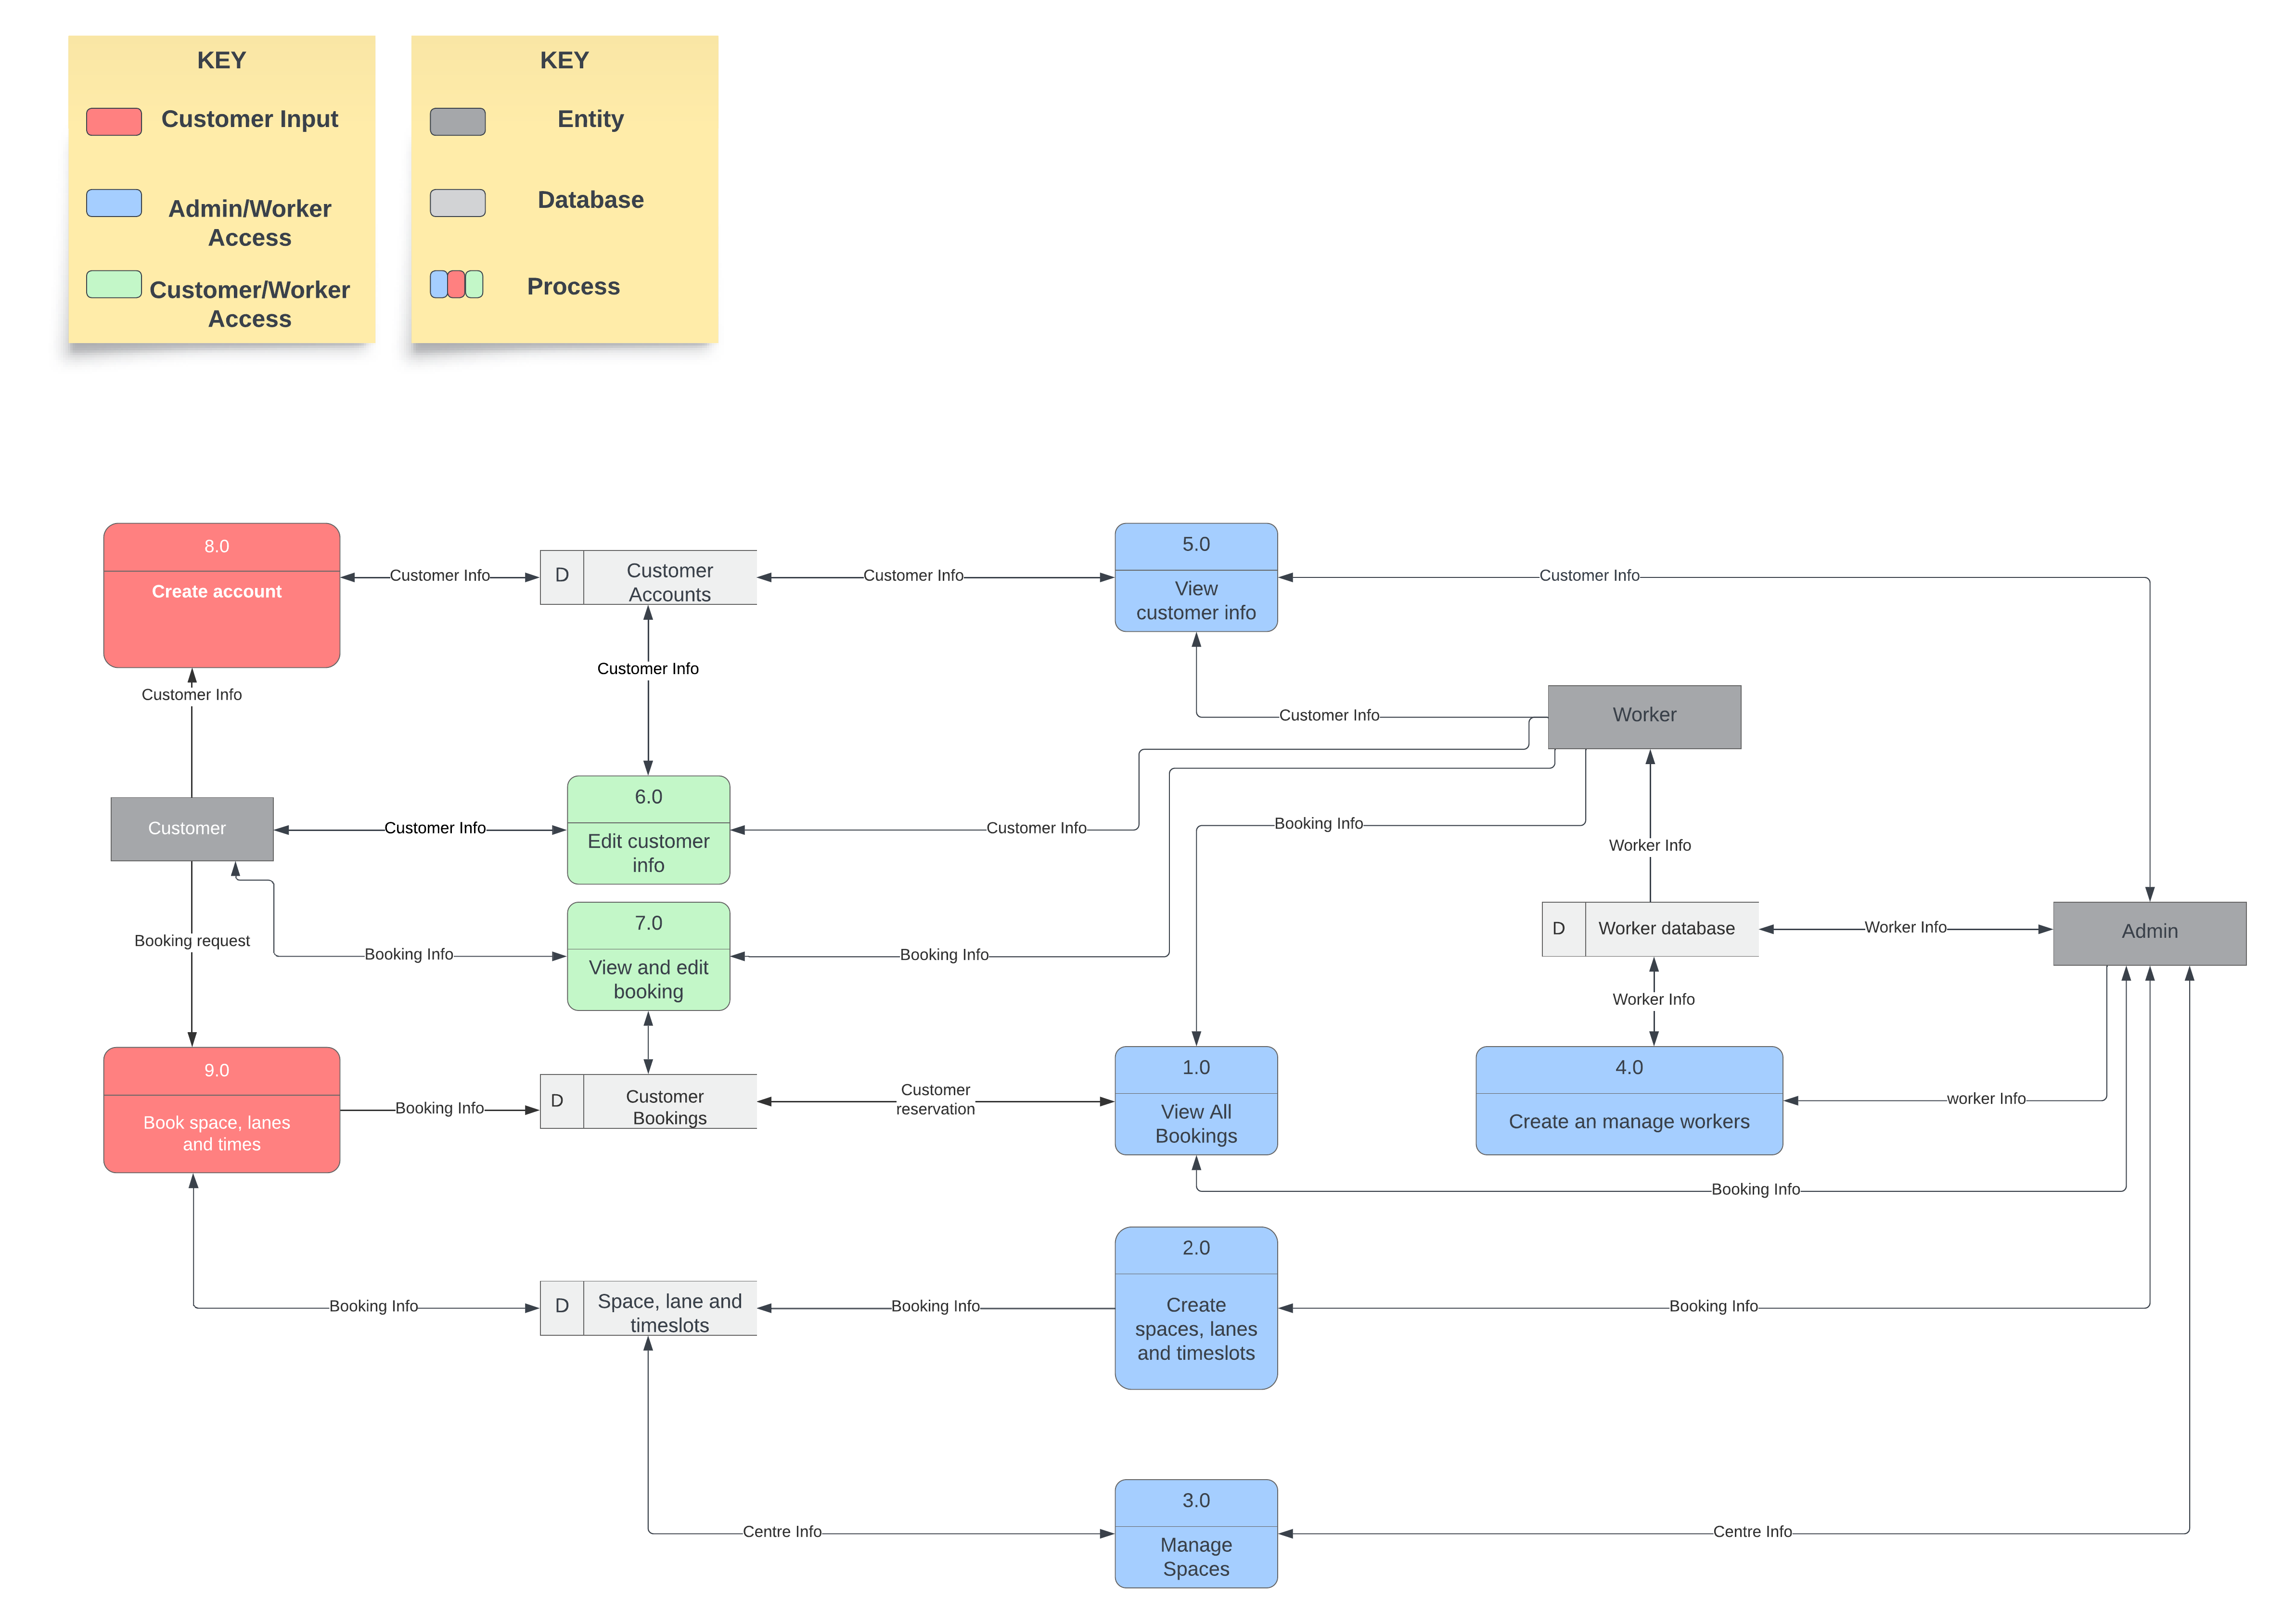 KEY
Customer Input
Admin/Worker
Access
Customer/Worker
Access
KEY
Entity
Database
Process
8.0
Create account
Customer Info
D
Customer
Accounts
Customer Info
5.0
View
customer info
Customer Info
Customer Info
Customer Info
Customer Info
Worker
6.0
Edit customer
info
Customer
Customer Info
Customer Info
Booking Info
Worker Info
7.0
View and edit
booking
Booking request
Booking Info
Booking Info
D
Worker database
Worker Info
Admin
Worker Info
9.0
Book space, lanes
and times
Booking Info
D
Customer
Bookings
Customer
reservation
1.0
View All
Bookings
4.0
Create an manage workers
worker Info
Booking Info
2.0
Create
spaces, lanes
and timeslots
Booking Info
D
Space, lane and
timeslots
Booking Info
Booking Info
Centre Info
3.0
Manage
Spaces
Centre Info